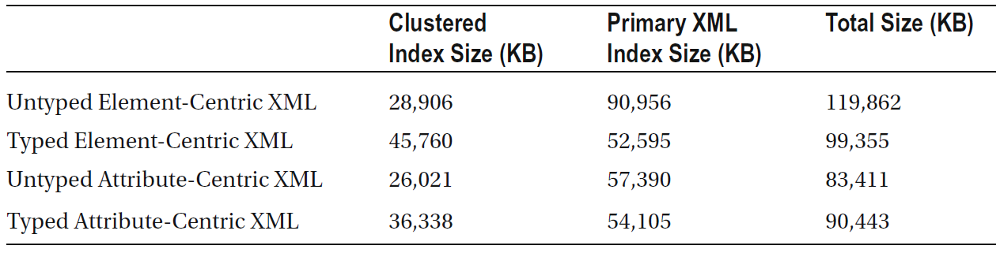 Clustered Index Size (KB) Primary XML Index Size (KB) Total Size (KB)
Untyped Element-Centric XML 28,906 90,956 119,862
Typed Element-Centric XML 45,760 52,595 99,355
Untyped Attribute-Centric XML 26,021 57,390 83,411
Typed Attribute-Centric XML 36,338 54,105 90,443